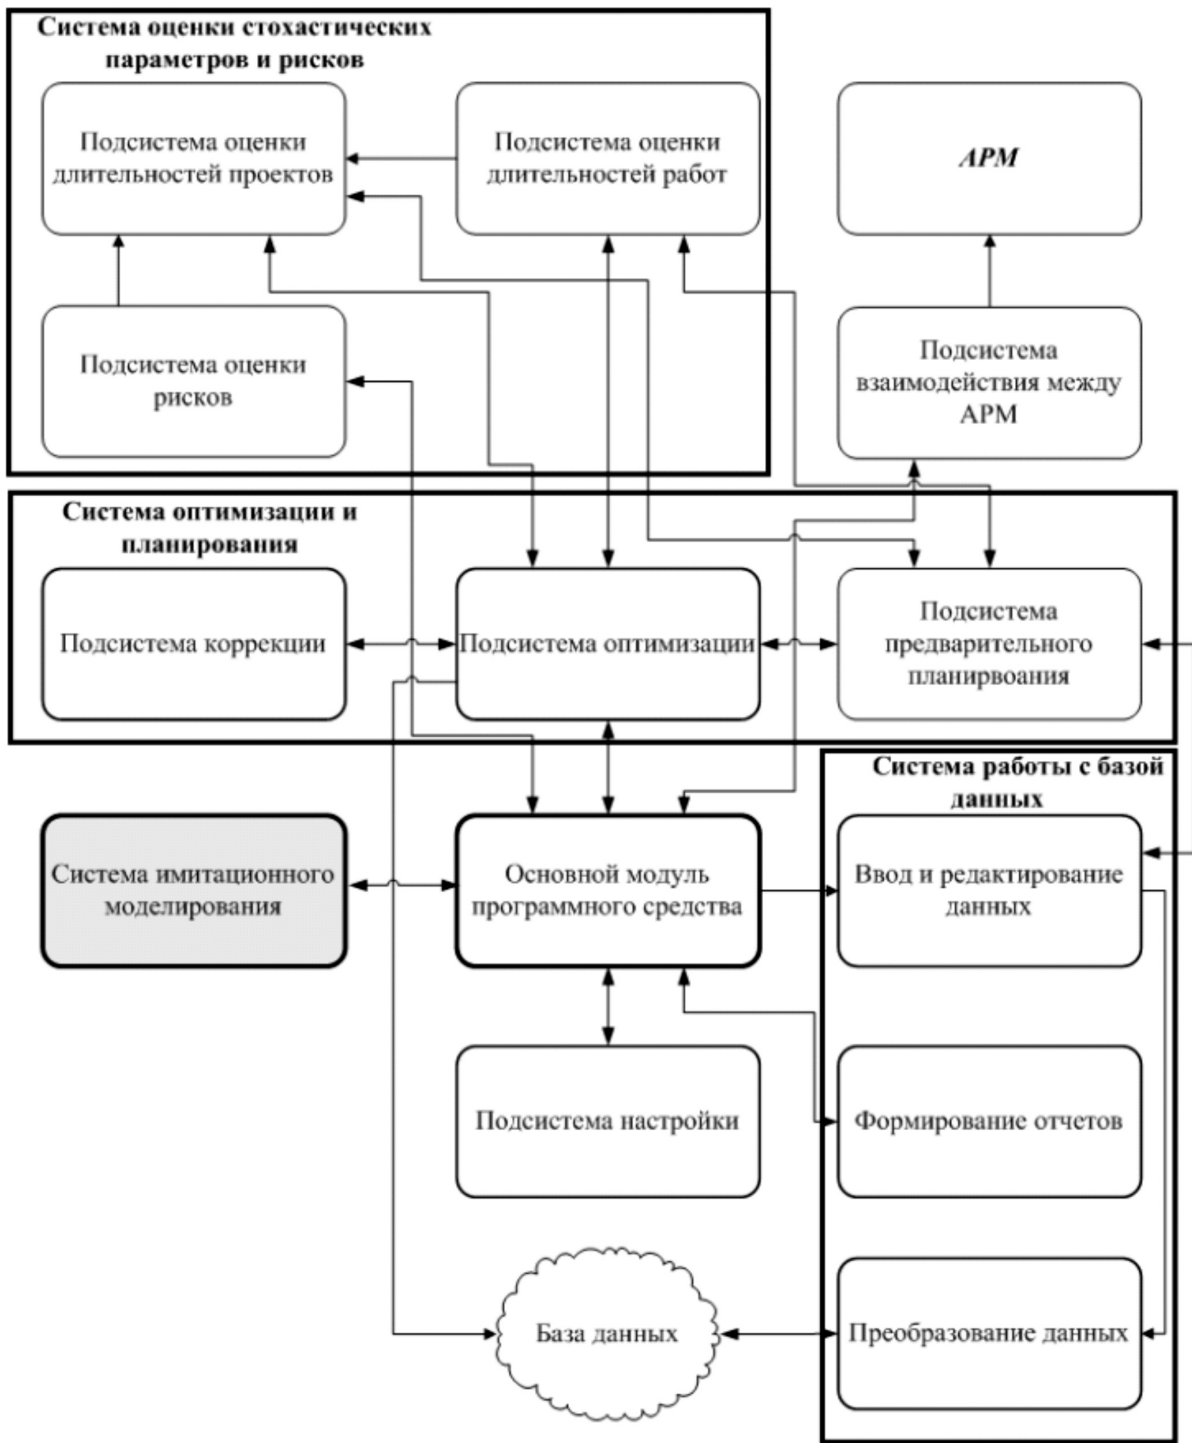 Система оценки стохастических
параметров и рисков
Подсистема оценки
длительностей проектов
Подсистема оценки
длительностей работ
АРМ
Подсистема оценки
рисков
Подсистема
взаимодействия между
АРМ
Система оптимизации и
планирования
Подсистема коррекции
Подсистема оптимизации
Подсистема
предварительного
планирвоания
Система работы с базой
данных
Система имитационного
моделирования
Основной модуль
программного средства
Ввод и редактирование
данных
Подсистема настройки
Формирование отчетов
База данных
Преобразование данных